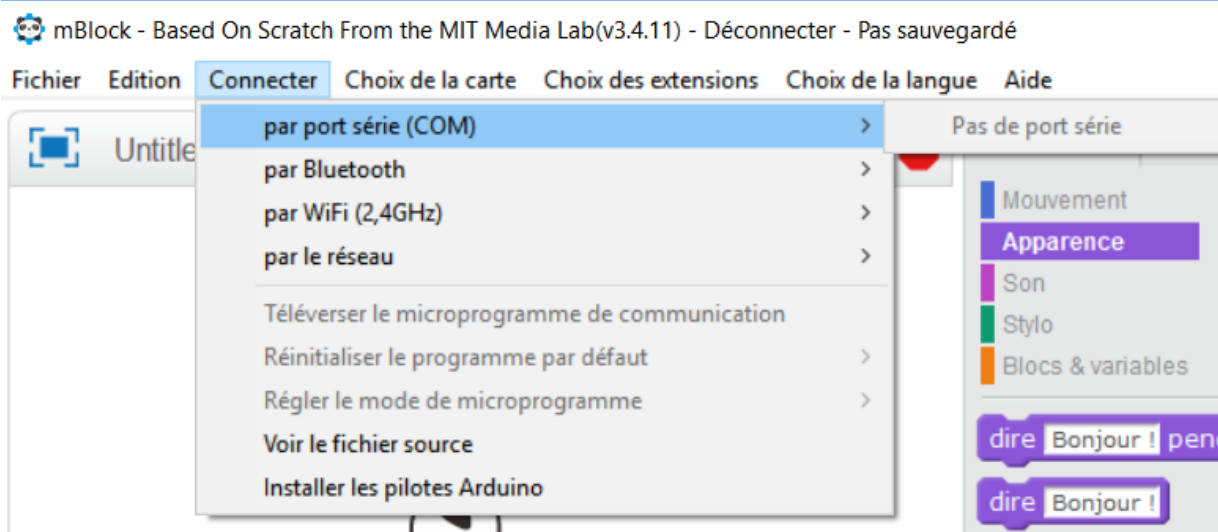 mBlock - Based On Scratch From the MIT Media Lab(v3.4.11) - Déconnecter - Pas sauvegardé
Fichier Edition Connecter Choix de la carte Choix des extensions Choix de la langue Aide
Untitle
par port série (COM) > Pas de port série
par Bluetooth >
par WiFi (2,4GHz) >
par le réseau >
Téléverser le microprogramme de communication
Réinitialiser le programme par défaut >
Régler le mode de microprogramme >
Voir le fichier source
Installer les pilotes Arduino
Mouvement
Apparence
Son
Stylo
Blocs & variables
dire Bonjour ! pen
dire Bonjour !